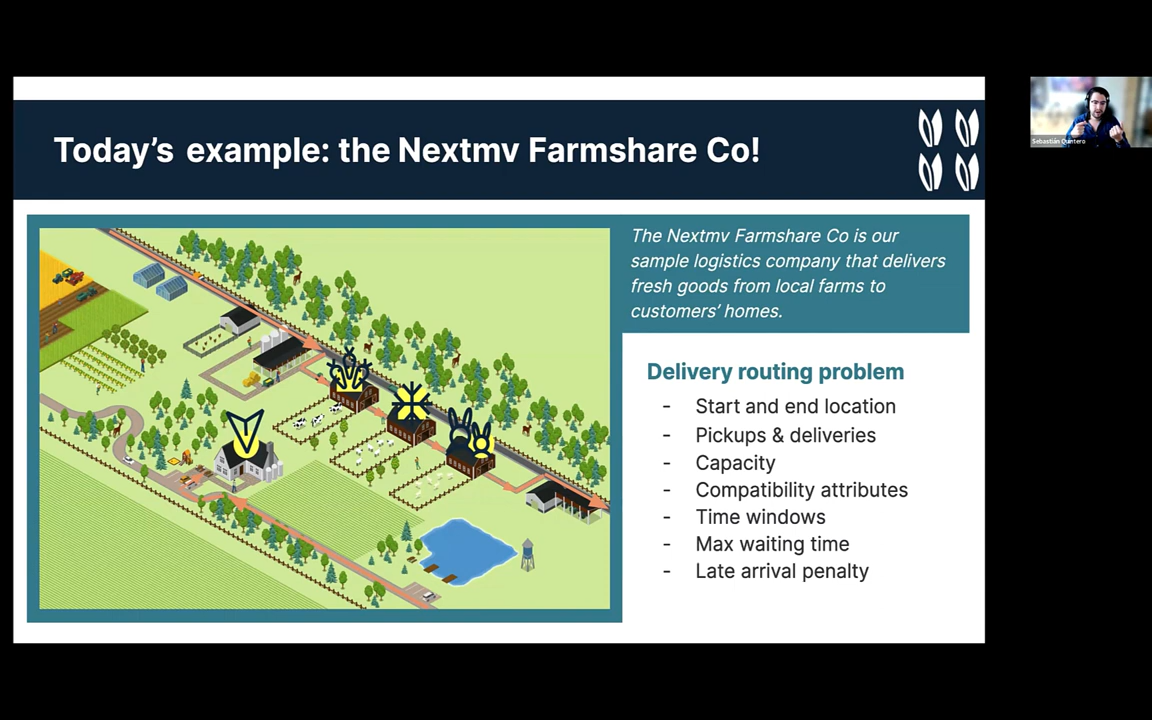 Today's example: the Nextmv Farmshare Co!
The Nextmv Farmshare Co is our
sample logistics company that delivers
fresh goods from local farms to
customers' homes.
Delivery routing problem
- Start and end location
- Pickups & deliveries
- Capacity
- Compatibility attributes
- Time windows
- Max waiting time
- Late arrival penalty
Sebastián Quintero